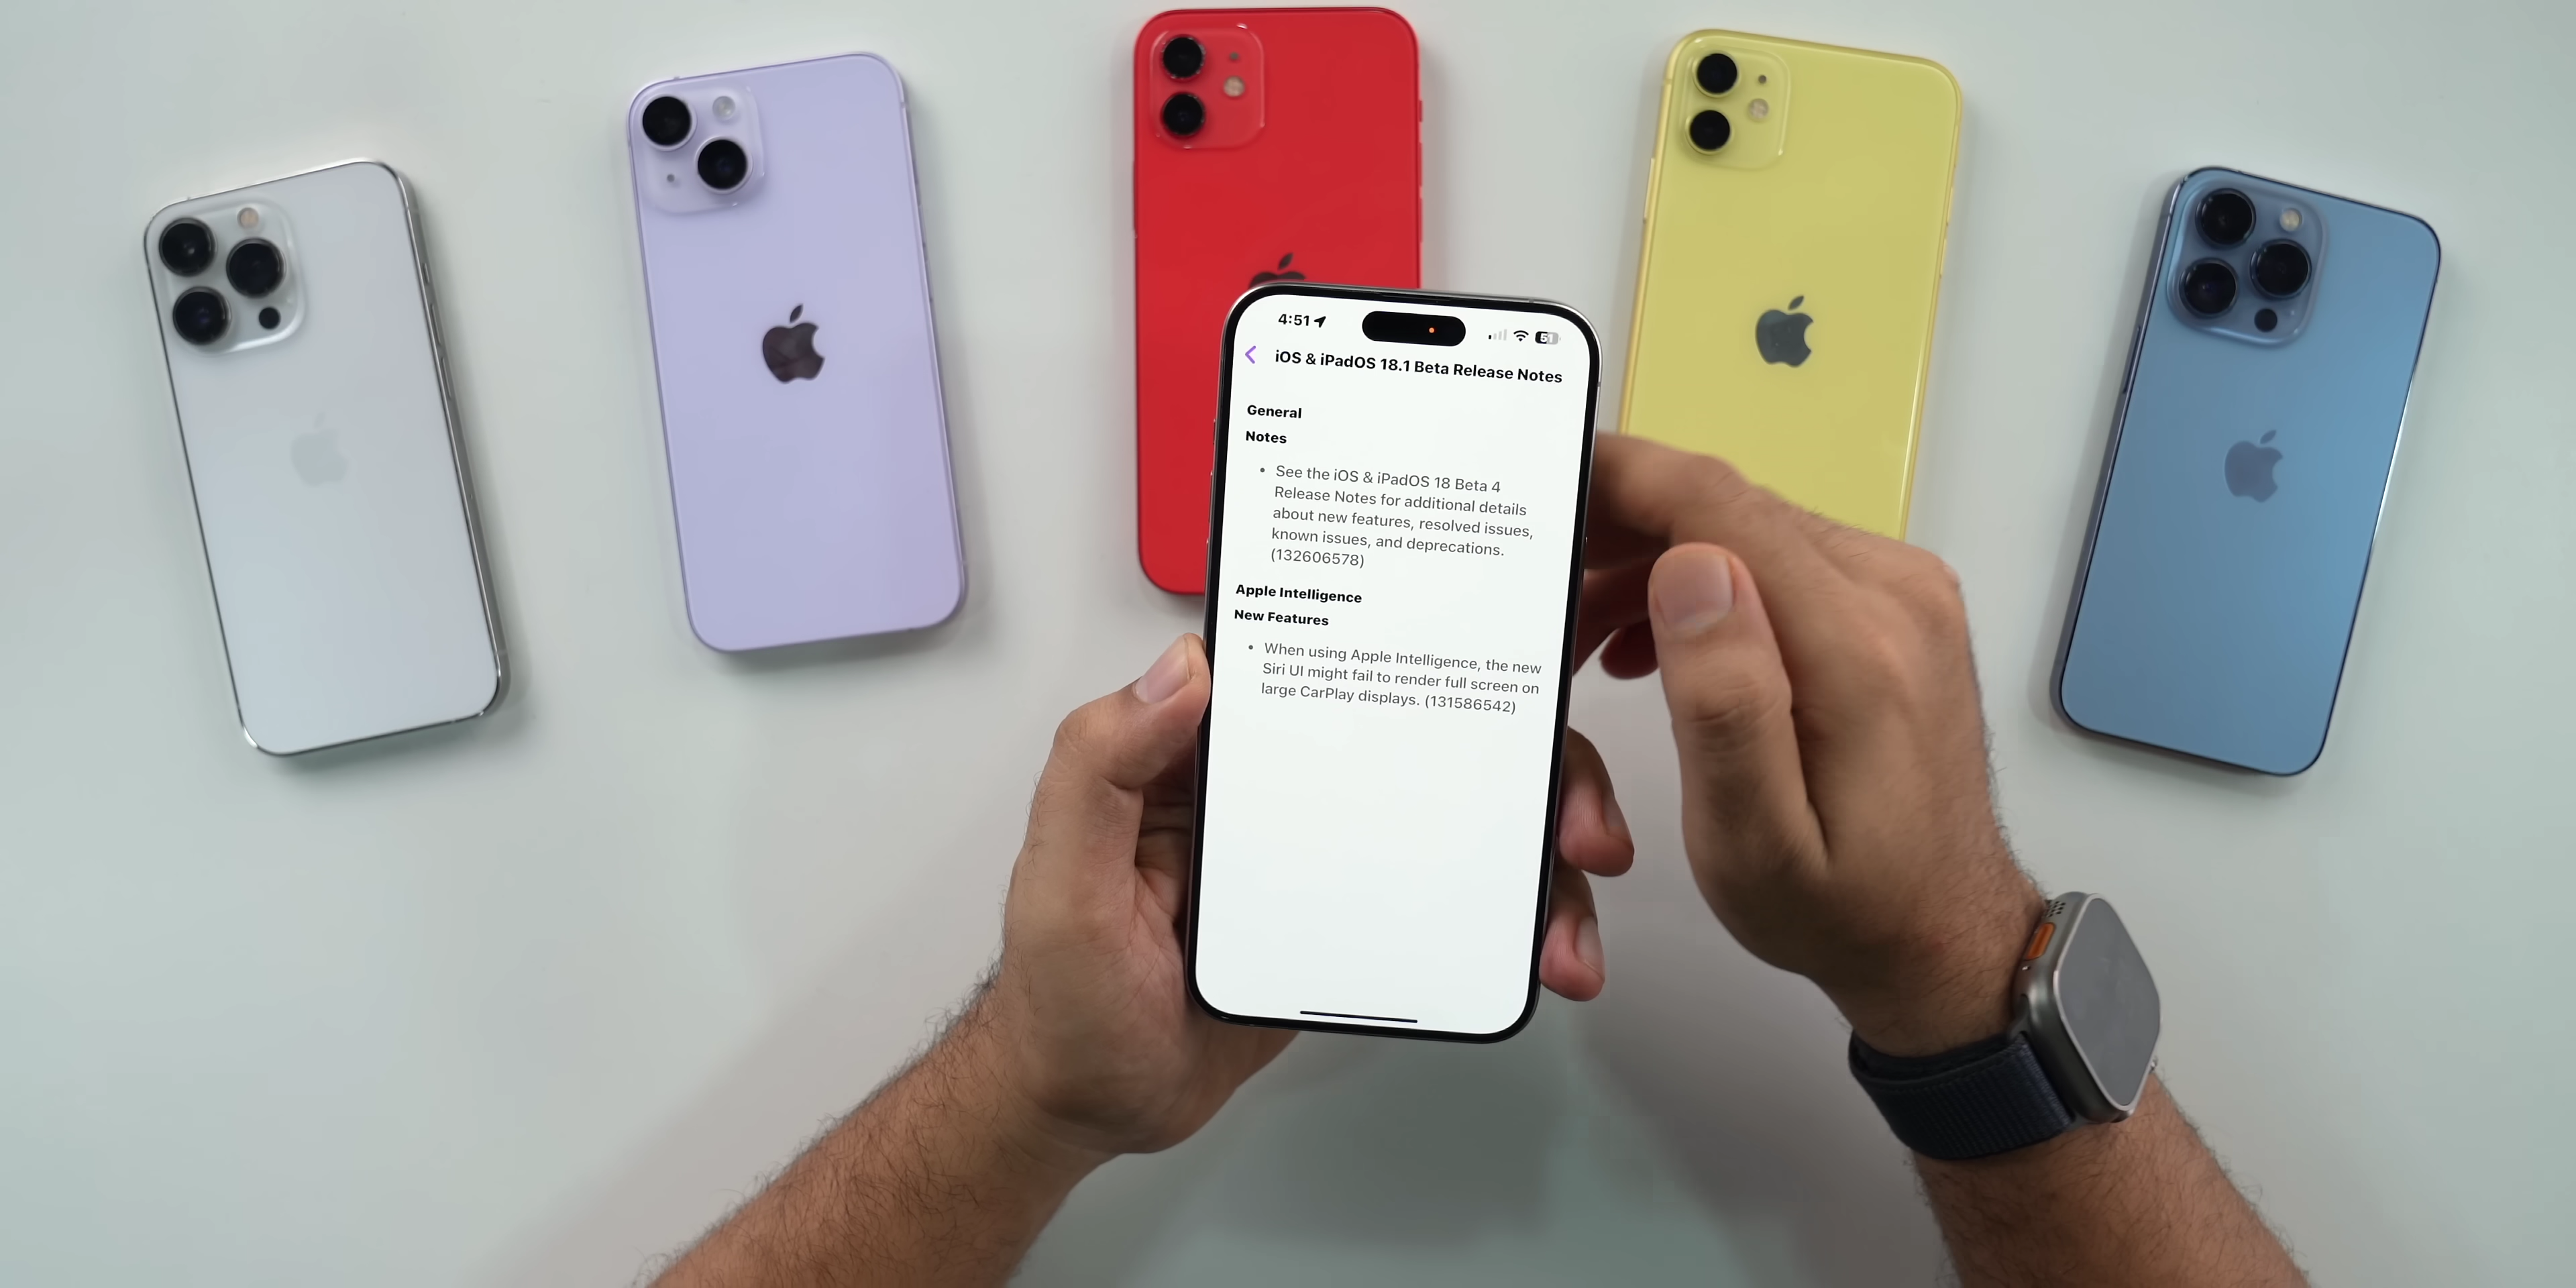 4:51
51
iOS & iPadOS 18.1 Beta Release Notes
General
Notes
• See the iOS & iPadOS 18 Beta 4
Release Notes for additional details
about new features, resolved issues,
known issues, and deprecations.
(132606578)
Apple Intelligence
New Features
• When using Apple Intelligence, the new
Siri UI might fail to render full screen on
large CarPlay displays. (131586542)